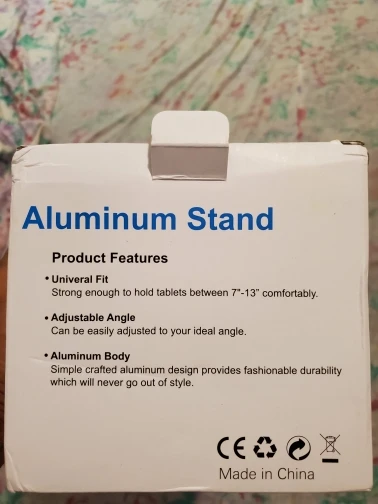 Aluminum Stand
Product Features
• Univeral Fit
Strong enough to hold tablets between 7"-13" comfortably.
• Adjustable Angle
Can be easily adjusted to your ideal angle.
• Aluminum Body
Simple crafted aluminum design provides fashionable durability
which will never go out of style.
CE
Made in China